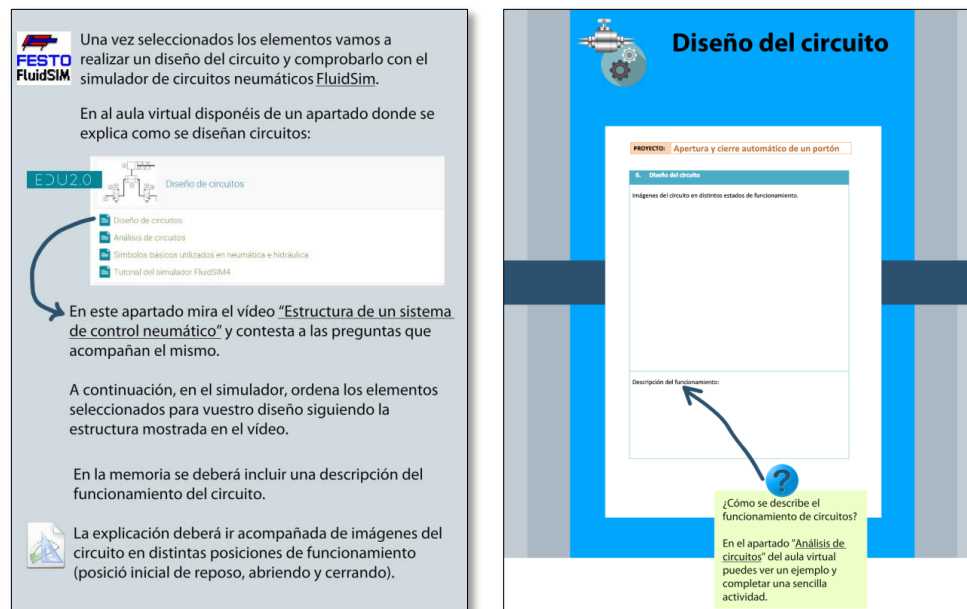 FESTO
FluidSIM
Una vez seleccionados los elementos vamos a
realizar un diseño del circuito y comprobarlo con el
simulador de circuitos neumáticos FluidSim.
En al aula virtual disponéis de un apartado donde se
explica como se diseñan circuitos:
EDU2.0
Diseño de circuitos
Diseño de circuitos
Análisis de circuitos
Símbolos básicos utilizados en neumática e hidráulica
Tutorial del simulador FluidSIM4
En este apartado mira el vídeo "Estructura de un sistema
de control neumático" y contesta a las preguntas que
acompañan el mismo.
A continuación, en el simulador, ordena los elementos
seleccionados para vuestro diseño siguiendo la
estructura mostrada en el vídeo.
En la memoria se deberá incluir una descripción del
funcionamiento del circuito.
La explicación deberá ir acompañada de imágenes del
circuito en distintas posiciones de funcionamiento
(posició inicial de reposo, abriendo y cerrando).
Diseño del circuito
PROYECTO: Apertura y cierre automático de un portón
Diseño del circuito
Imágenes del circuito en distintos estados de funcionamiento.
Descripción del funcionamiento:
?
¿Cómo se describe el
funcionamiento de circuitos?
En el apartado "Análisis de
circuitos" del aula virtual
puedes ver un ejemplo y
completar una sencilla
actividad.